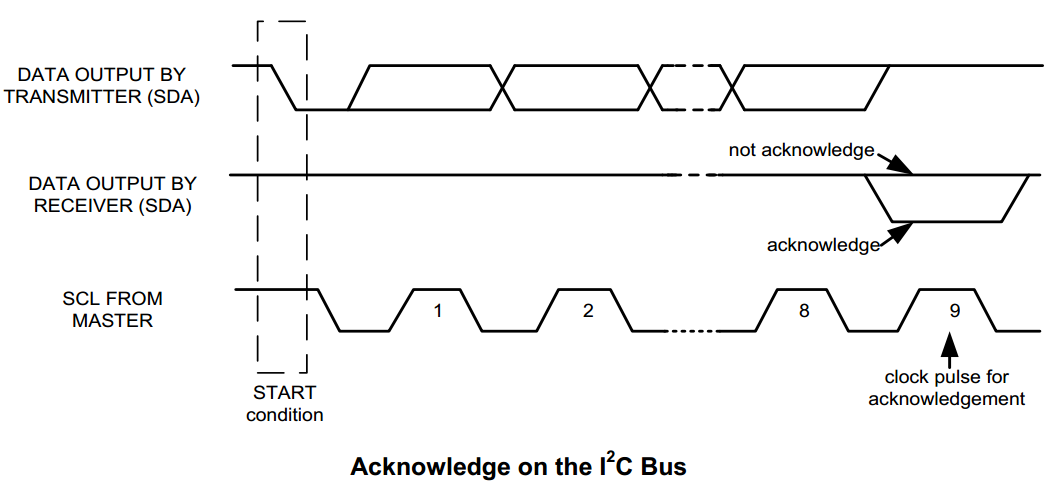 DATA OUTPUT BY
TRANSMITTER (SDA)
not acknowledge
DATA OUTPUT BY
RECEIVER (SDA)
acknowledge
SCL FROM
MASTER
1
2
8
9
START
condition
clock pulse for
acknowledgement
Acknowledge on the I²C Bus